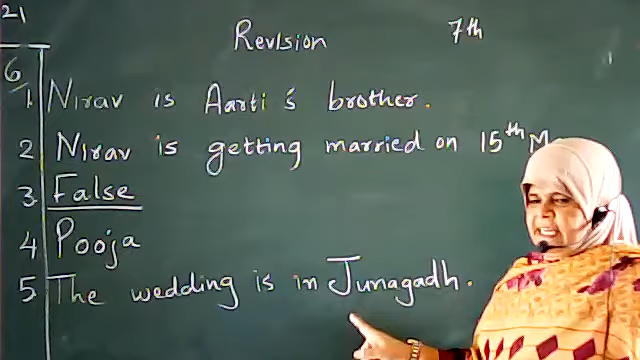 21
Revision 7th
6
1 Nirav is Aarti's brother.
2 Nirav is getting married on 15th M
3 False
4 Pooja
5 The wedding is in Junagadh.